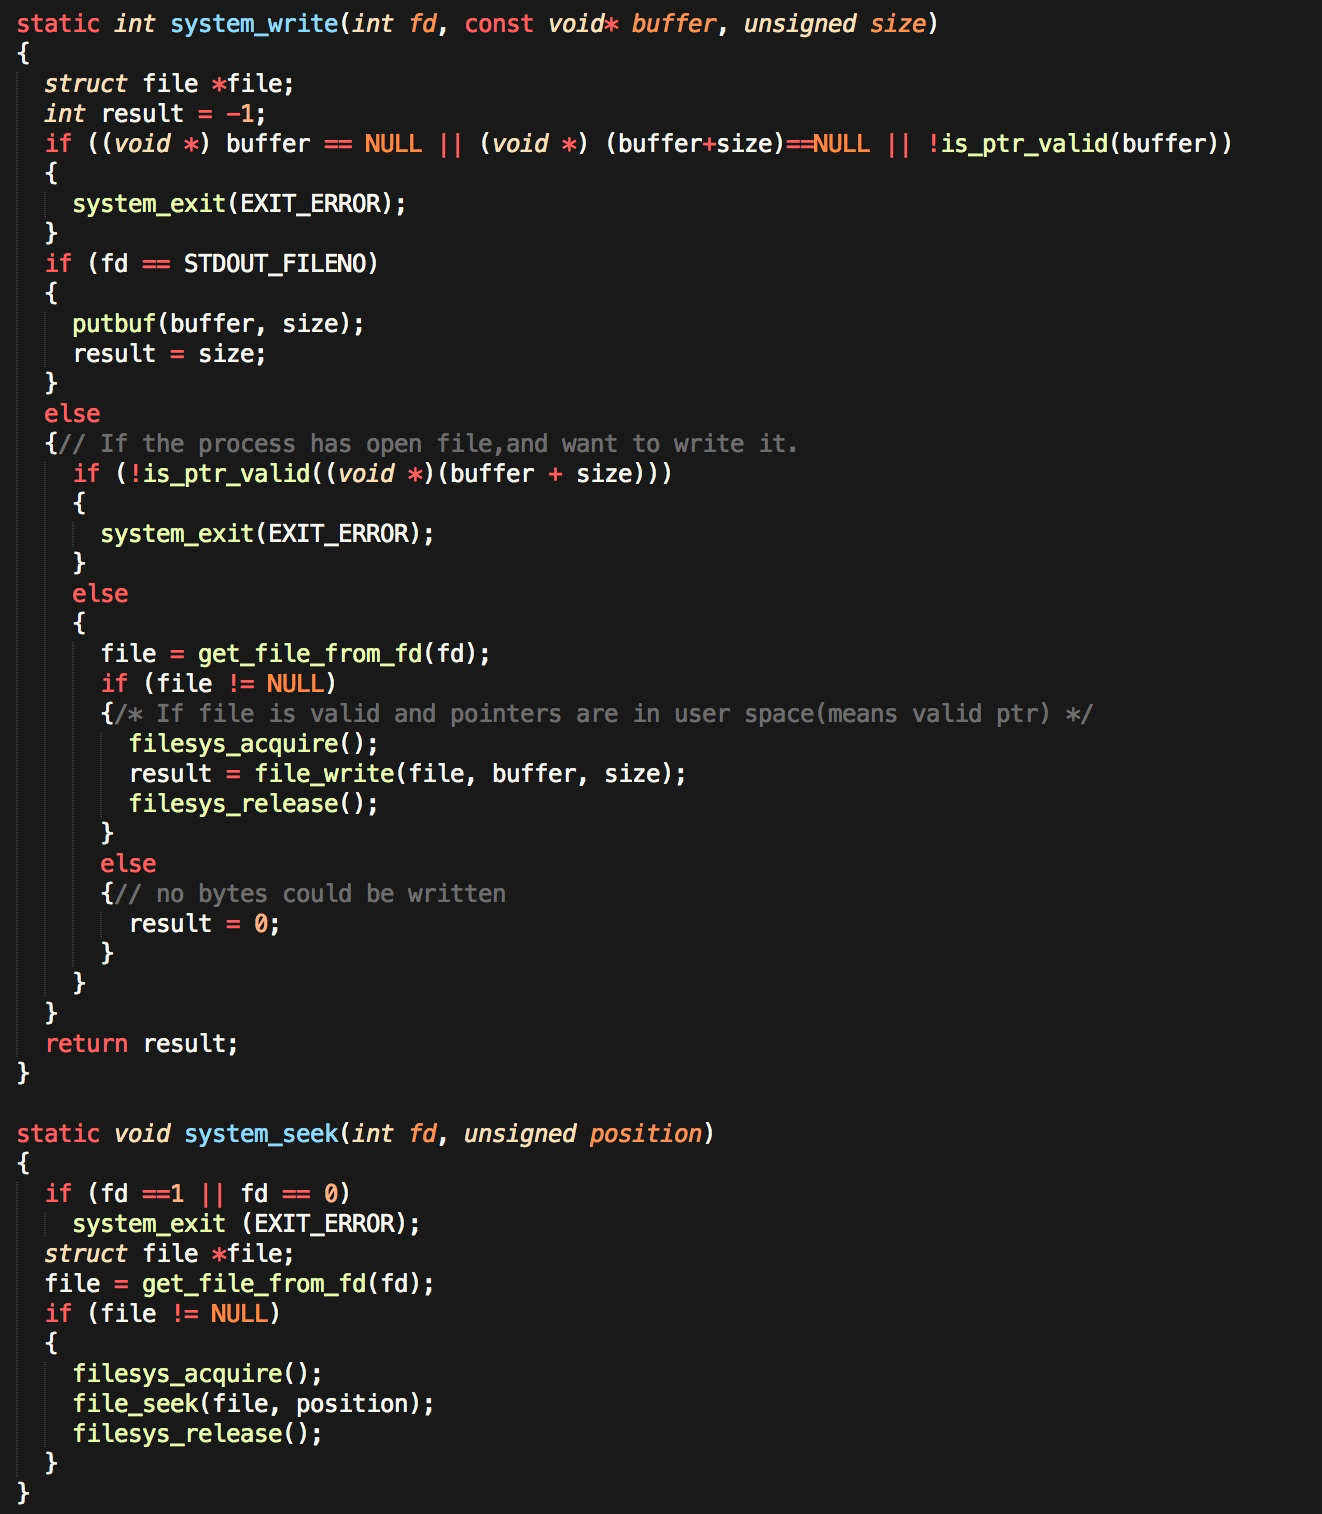 static int system_write(int fd, const void* buffer, unsigned size)
{
  struct file *file;
  int result = -1;
  if ((void *) buffer == NULL || (void *) (buffer+size)==NULL || !is_ptr_valid(buffer))
  {
    system_exit(EXIT_ERROR);
  }
  if (fd == STDOUT_FILENO)
  {
    putbuf(buffer, size);
    result = size;
  }
  else
  {// If the process has open file,and want to write it.
    if (!is_ptr_valid((void *)(buffer + size)))
    {
      system_exit(EXIT_ERROR);
    }
    else
    {
      file = get_file_from_fd(fd);
      if (file != NULL)
      {/* If file is valid and pointers are in user space(means valid ptr) */
        filesys_acquire();
        result = file_write(file, buffer, size);
        filesys_release();
      }
      else
      {// no bytes could be written
        result = 0;
      }
    }
  }
  return result;
}

static void system_seek(int fd, unsigned position)
{
  if (fd ==1 || fd == 0)
    system_exit (EXIT_ERROR);
  struct file *file;
  file = get_file_from_fd(fd);
  if (file != NULL)
  {
    filesys_acquire();
    file_seek(file, position);
    filesys_release();
  }
}